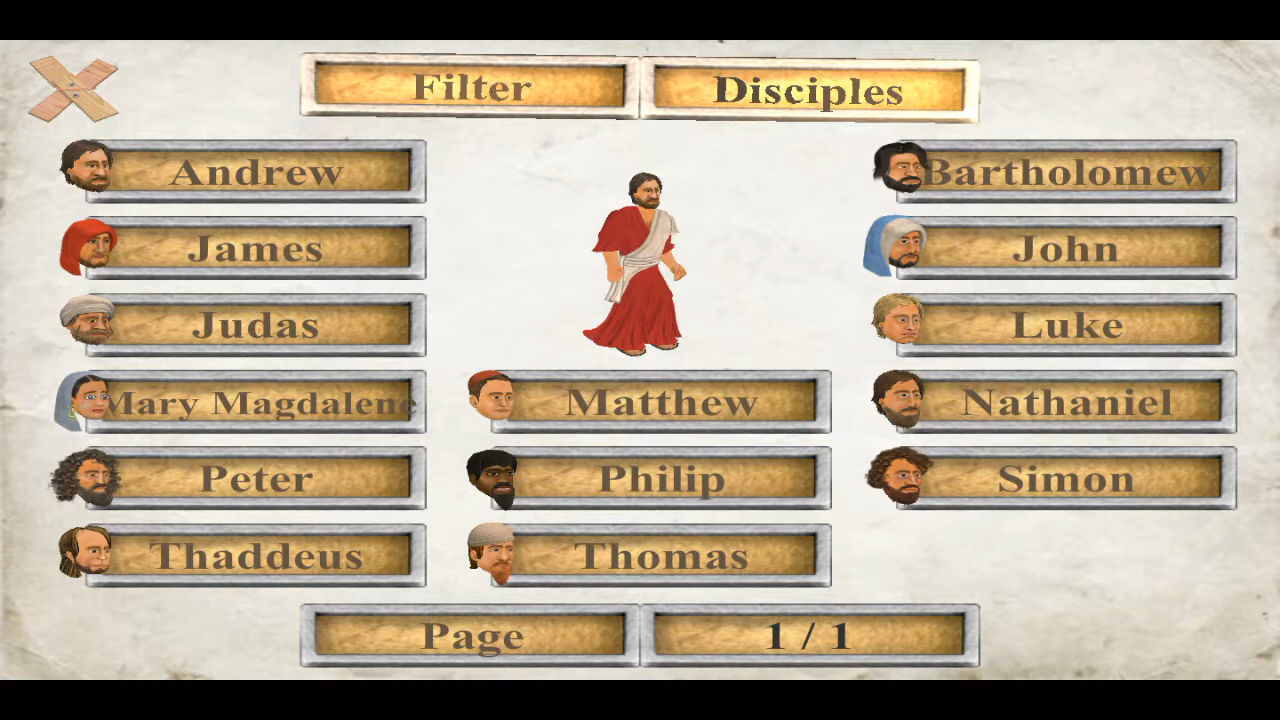 Filter Disciples
Andrew Bartholomew
James John
Judas Luke
Mary Magdalene Matthew Nathaniel
Peter Philip Simon
Thaddeus Thomas
Page 1 / 1